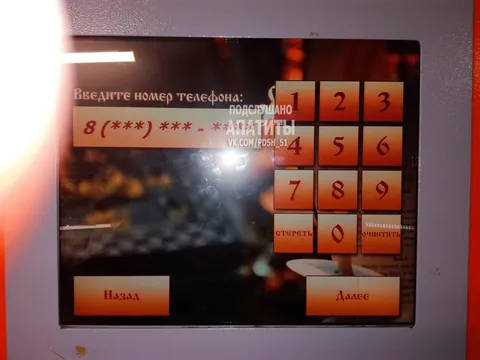 Введите номер телефона:
8 (***) *** - **
1 2 3
ПОДСЛУШАНО
АПАТИТЫ
VK.COM/PDSH_51
4 5 6
7 8 9
стереть 0 очистить
Назад Далее